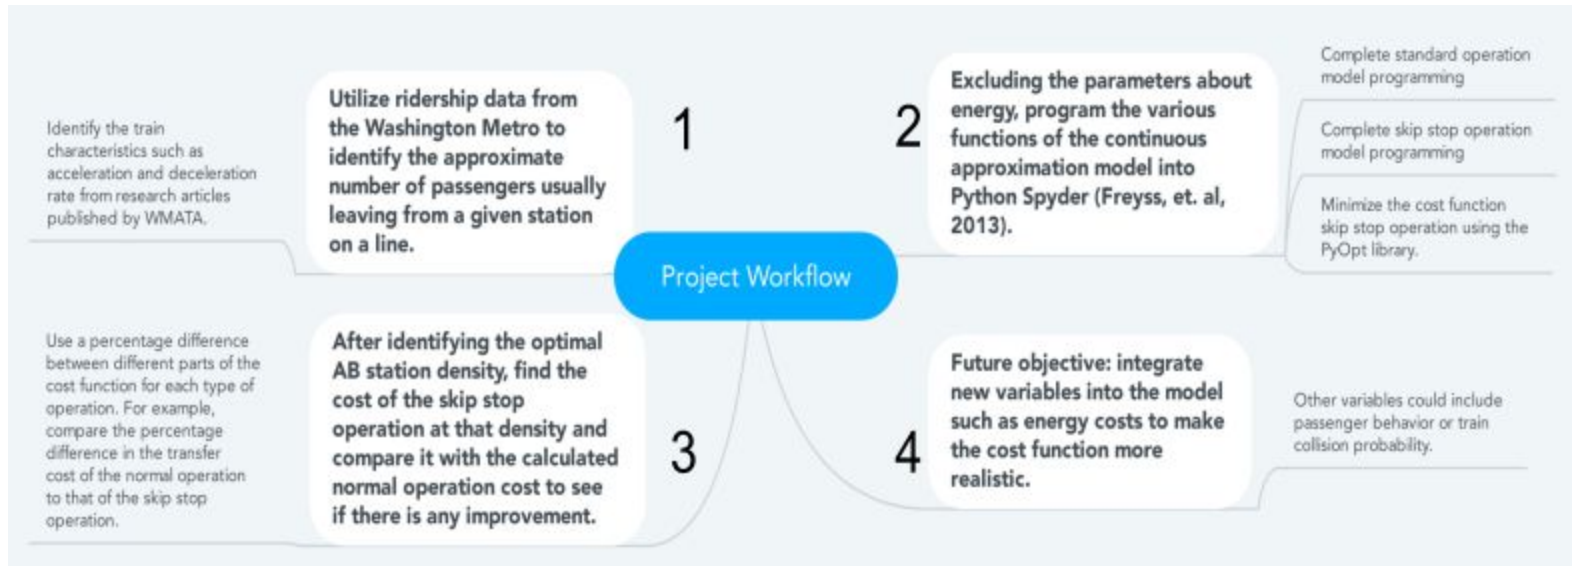 Project Workflow
1
Utilize ridership data from
the Washington Metro to
identify the approximate
number of passengers usually
leaving from a given station
on a line.
Identify the train
characteristics such as
acceleration and deceleration
rate from research articles
published by WMATA.
2
Excluding the parameters about
energy, program the various
functions of the continuous
approximation model into
Python Spyder (Freyss, et. al,
2013).
Complete standard operation
model programming
Complete skip stop operation
model programming
Minimize the cost function
skip stop operation using the
PyOpt library.
3
After identifying the optimal
AB station density, find the
cost of the skip stop
operation at that density and
compare it with the calculated
normal operation cost to see
if there is any improvement.
Use a percentage difference
between different parts of the
cost function for each type of
operation. For example,
compare the percentage
difference in the transfer
cost of the normal operation
to that of the skip stop
operation.
4
Future objective: integrate
new variables into the model
such as energy costs to make
the cost function more
realistic.
Other variables could include
passenger behavior or train
collision probability.